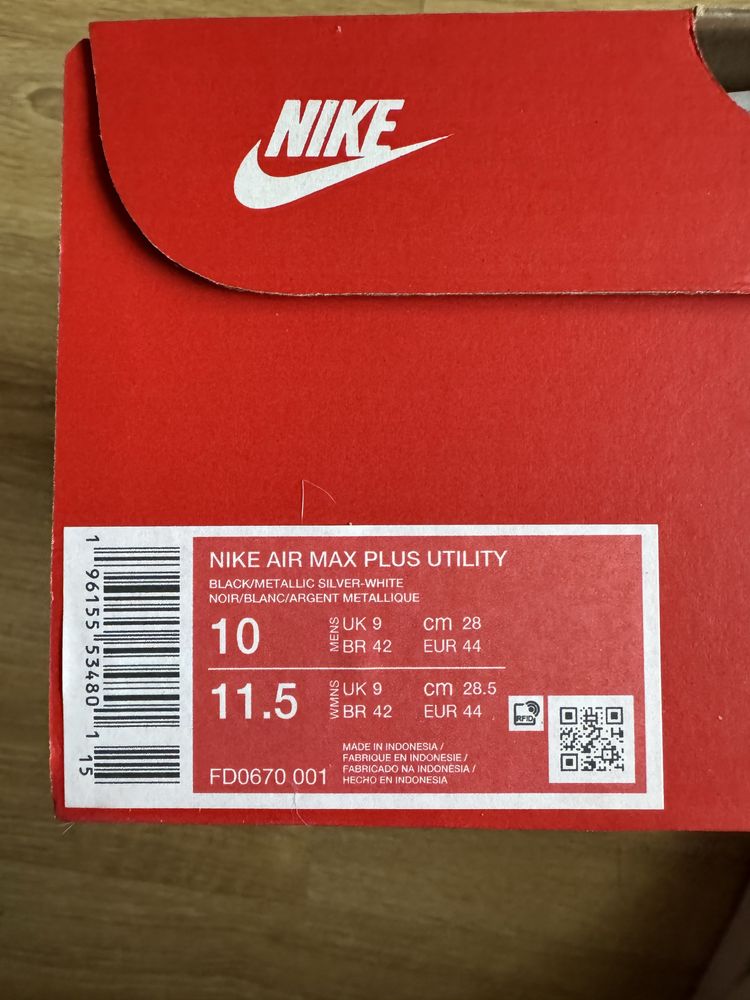 NIKE
1 96155 53480 1 15
NIKE AIR MAX PLUS UTILITY
BLACK/METALLIC SILVER-WHITE
NOIR/BLANC/ARGENT METALLIQUE
10 MENS UK 9 cm 28
BR 42 EUR 44
11.5 WMNS UK 9 cm 28.5
BR 42 EUR 44
RFID
FD0670 001
MADE IN INDONESIA /
FABRIQUE EN INDONESIE /
FABRICADO NA INDONÉSIA /
HECHO EN INDONESIA